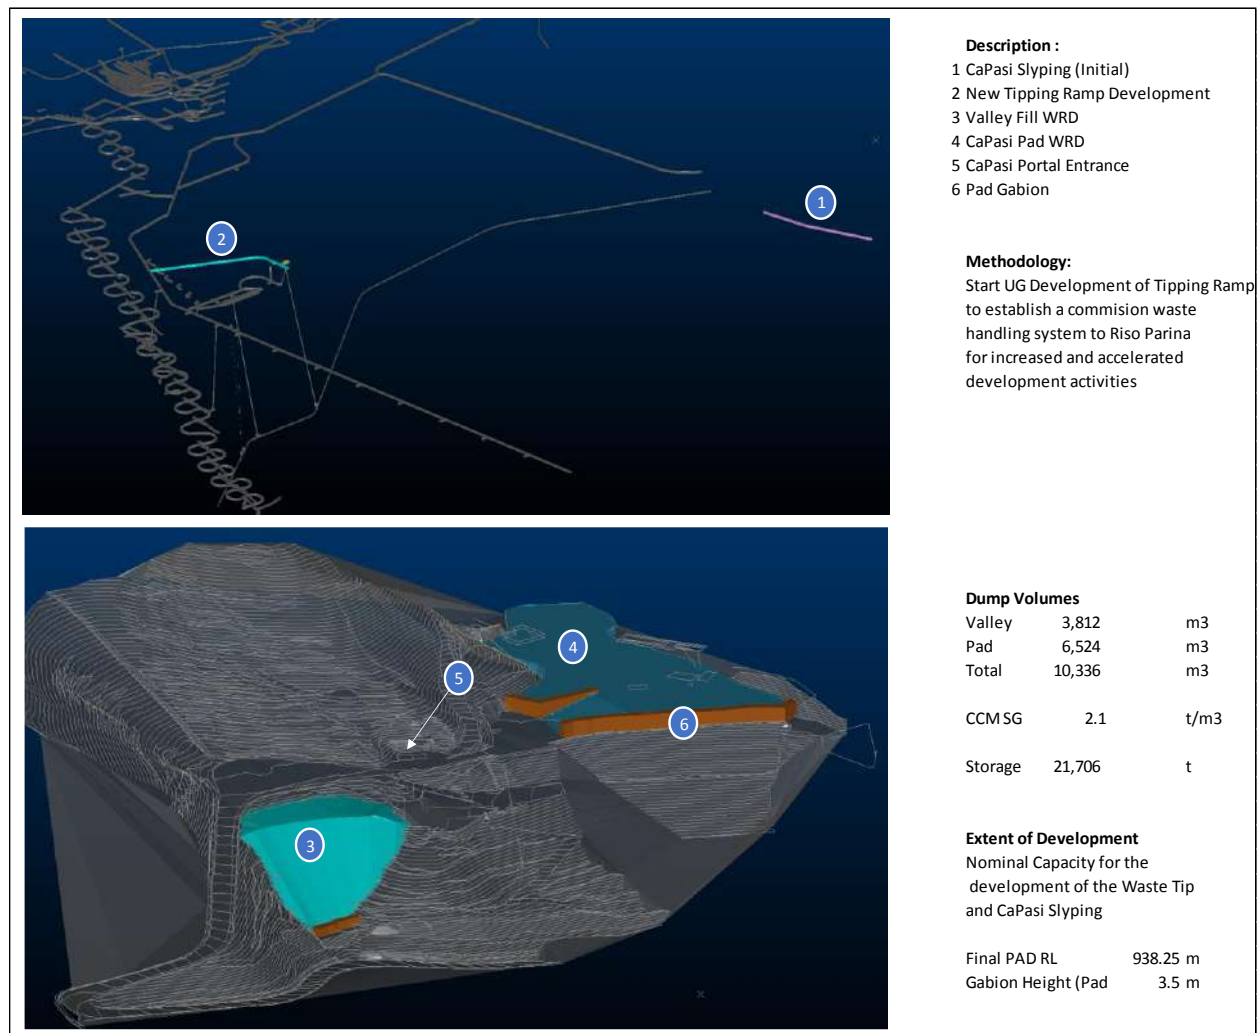 Description :
1 CaPasi Slyping (Initial)
2 New Tipping Ramp Development
3 Valley Fill WRD
4 CaPasi Pad WRD
5 CaPasi Portal Entrance
6 Pad Gabion
Methodology:
Start UG Development of Tipping Ramp
to establish a commision waste
handling system to Riso Parina
for increased and accelerated
development activities
1
2
Dump Volumes
Valley 3,812 m3
Pad 6,524 m3
Total 10,336 m3
CCM SG 2.1 t/m3
Storage 21,706 t
Extent of Development
Nominal Capacity for the
development of the Waste Tip
and CaPasi Slyping
Final PAD RL 938.25 m
Gabion Height (Pad 3.5 m
4
5
6
3